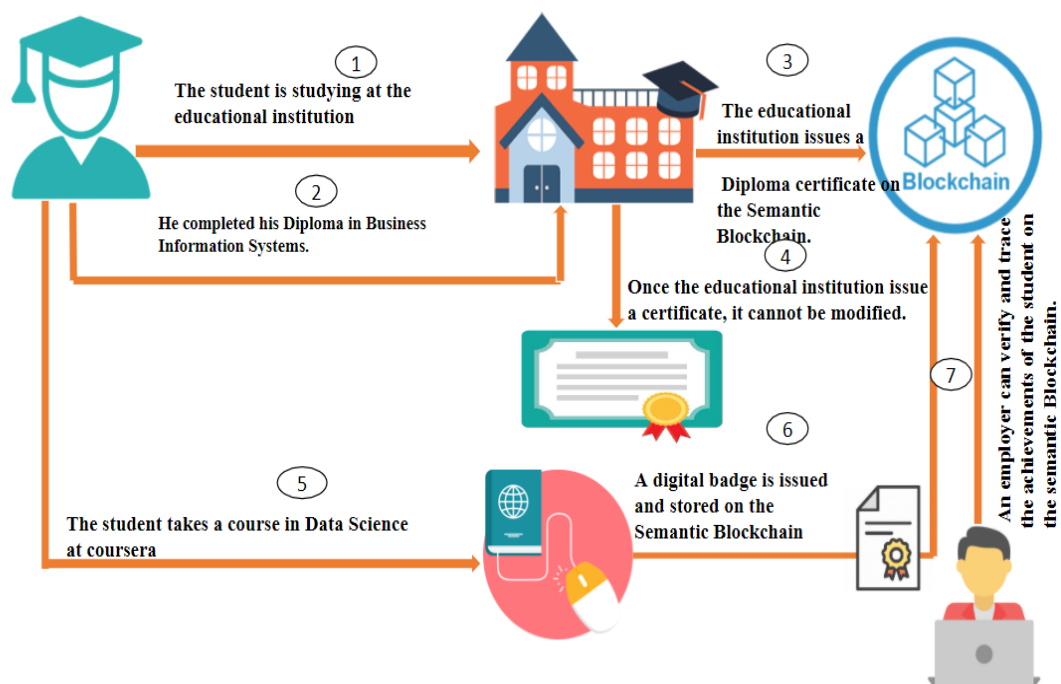 1
The student is studying at the
educational institution
2
He completed his Diploma in Business
Information Systems.
3
The educational
institution issues a
Diploma certificate on
the Semantic
Blockchain.
Blockchain
4
Once the educational institution issue
a certificate, it cannot be modified.
5
The student takes a course in Data Science
at coursera
6
A digital badge is issued
and stored on the
Semantic Blockchain
7
An employer can verify and trace
the achievements of the student on
the semantic Blockchain.